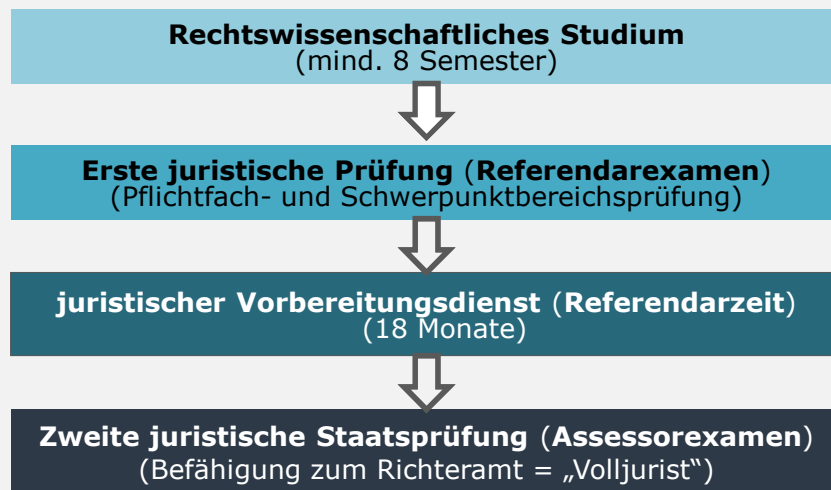 Rechtswissenschaftliches Studium
(mind. 8 Semester)
Erste juristische Prüfung (Referendarexamen)
(Pflichtfach- und Schwerpunktbereichsprüfung)
juristischer Vorbereitungsdienst (Referendarzeit)
(18 Monate)
Zweite juristische Staatsprüfung (Assessorexamen)
(Befähigung zum Richteramt = „Volljurist“)